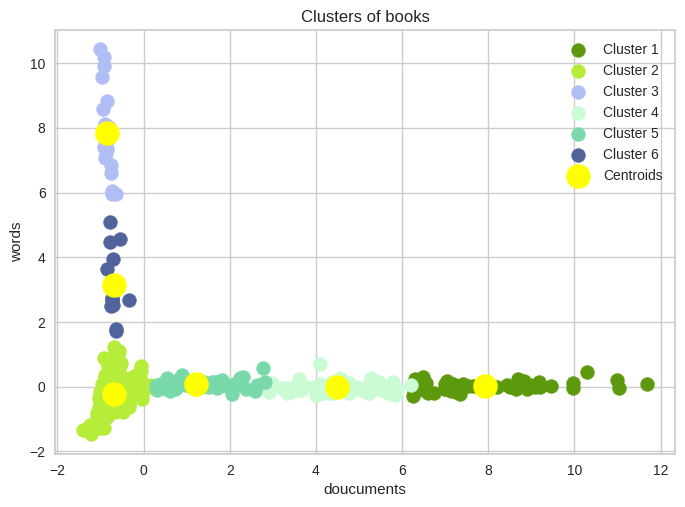 Clusters of books
Cluster 1
Cluster 2
Cluster 3
Cluster 4
Cluster 5
Cluster 6
Centroids
words
10
8
6
4
2
0
−2
−2 0 2 4 6 8 10 12
doucuments